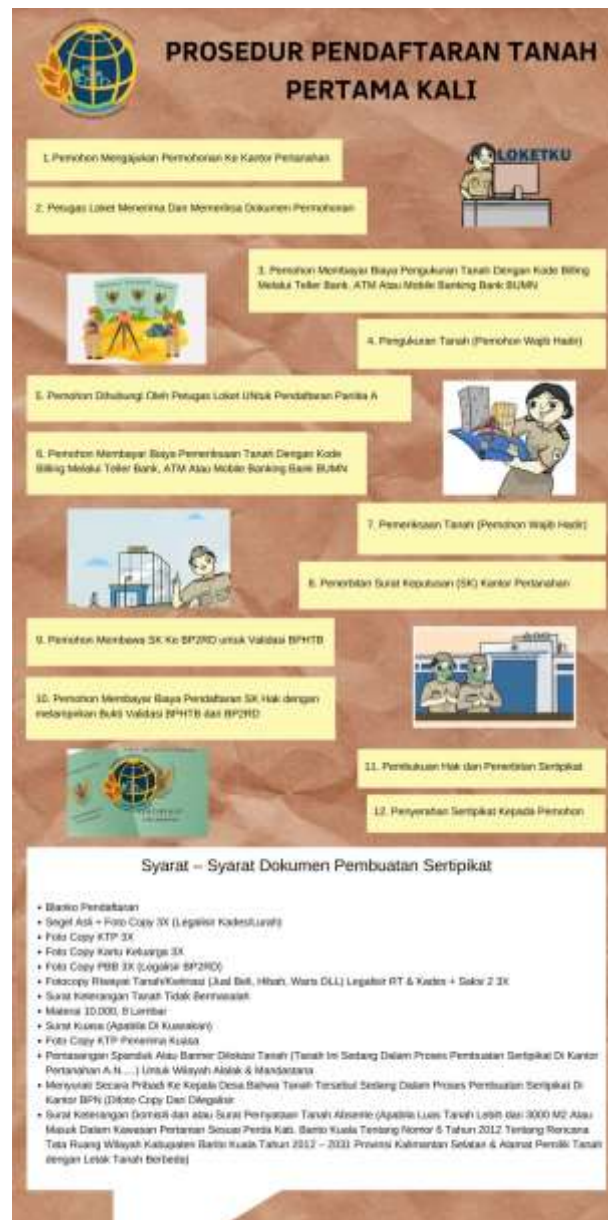 PROSEDUR PENDAFTARAN TANAH
PERTAMA KALI
LOKETKU
1. Pemohon Mengajukan Permohonan Ke Kantor Pertanahan
2. Petugas Loket Menerima Dan Memeriksa Dokumen Permohonan
3. Pemohon Membayar Biaya Pengukuran Tanah Dengan Kode Billing
Melalui Teller Bank, ATM Atau Mobile Banking Bank BUMN
4. Pengukuran Tanah (Pemohon Wajib Hadir)
5. Pemohon Dihubungi Oleh Petugas Loket UNtuk Pendaftaran Panitia A
6. Pemohon Membayar Biaya Pemeriksaan Tanah Dengan Kode
Billing Melalui Teller Bank, ATM Atau Mobile Banking Bank BUMN
7. Pemeriksaan Tanah (Pemohon Wajib Hadir)
8. Penerbitan Surat Keputusan (SK) Kantor Pertanahan
9. Pemohon Membawa SK Ke BP2RD untuk Validasi BPHTB
10. Pemohon Membayar Biaya Pendaftaran SK Hak dengan
melampirkan Bukti Validasi BPHTB dari BP2RD
11. Pembukuan Hak dan Penerbitan Sertipikat
12. Penyerahan Sertipikat Kepada Pemohon
Syarat – Syarat Dokumen Pembuatan Sertipikat
• Blanko Pendaftaran
• Segel Asli + Foto Copy 3X (Legalisir Kades/Lurah)
• Foto Copy KTP 3X
• Foto Copy Kartu Keluarga 3X
• Foto Copy PBB 3X (Legalisir BP2RD)
• Fotocopy Riwayat Tanah/Kwitansi (Jual Beli, Hibah, Waris DLL) Legalisir RT & Kades + Saksi 2 3X
• Surat Keterangan Tanah Tidak Bermasalah
• Materai 10.000, 8 Lembar
• Surat Kuasa (Apabila Di Kuasakan)
• Foto Copy KTP Penerima Kuasa
• Pemasangan Spanduk Atau Banner Dilokasi Tanah (Tanah Ini Sedang Dalam Proses Pembuatan Sertipikat Di Kantor
Pertanahan A.N....) Untuk Wilayah Alalak & Mandastana
• Menyurati Secara Pribadi Ke Kepala Desa Bahwa Tanah Tersebut Sedang Dalam Proses Pembuatan Sertipikat Di
Kantor BPN (Difoto Copy Dan Dilegalisir
• Surat Keterangan Domisili dan atau Surat Pernyataan Tanah Absente (Apabila Luas Tanah Lebih dari 3000 M2 Atau
Masuk Dalam Kawasan Pertanian Sesuai Perda Kab. Barito Kuala Tentang Nomor 6 Tahun 2012 Tentang Rencana
Tata Ruang Wilayah Kabupaten Barito Kuala Tahun 2012 – 2031 Provinsi Kalimantan Selatan & Alamat Pemilik Tanah
dengan Letak Tanah Berbeda)